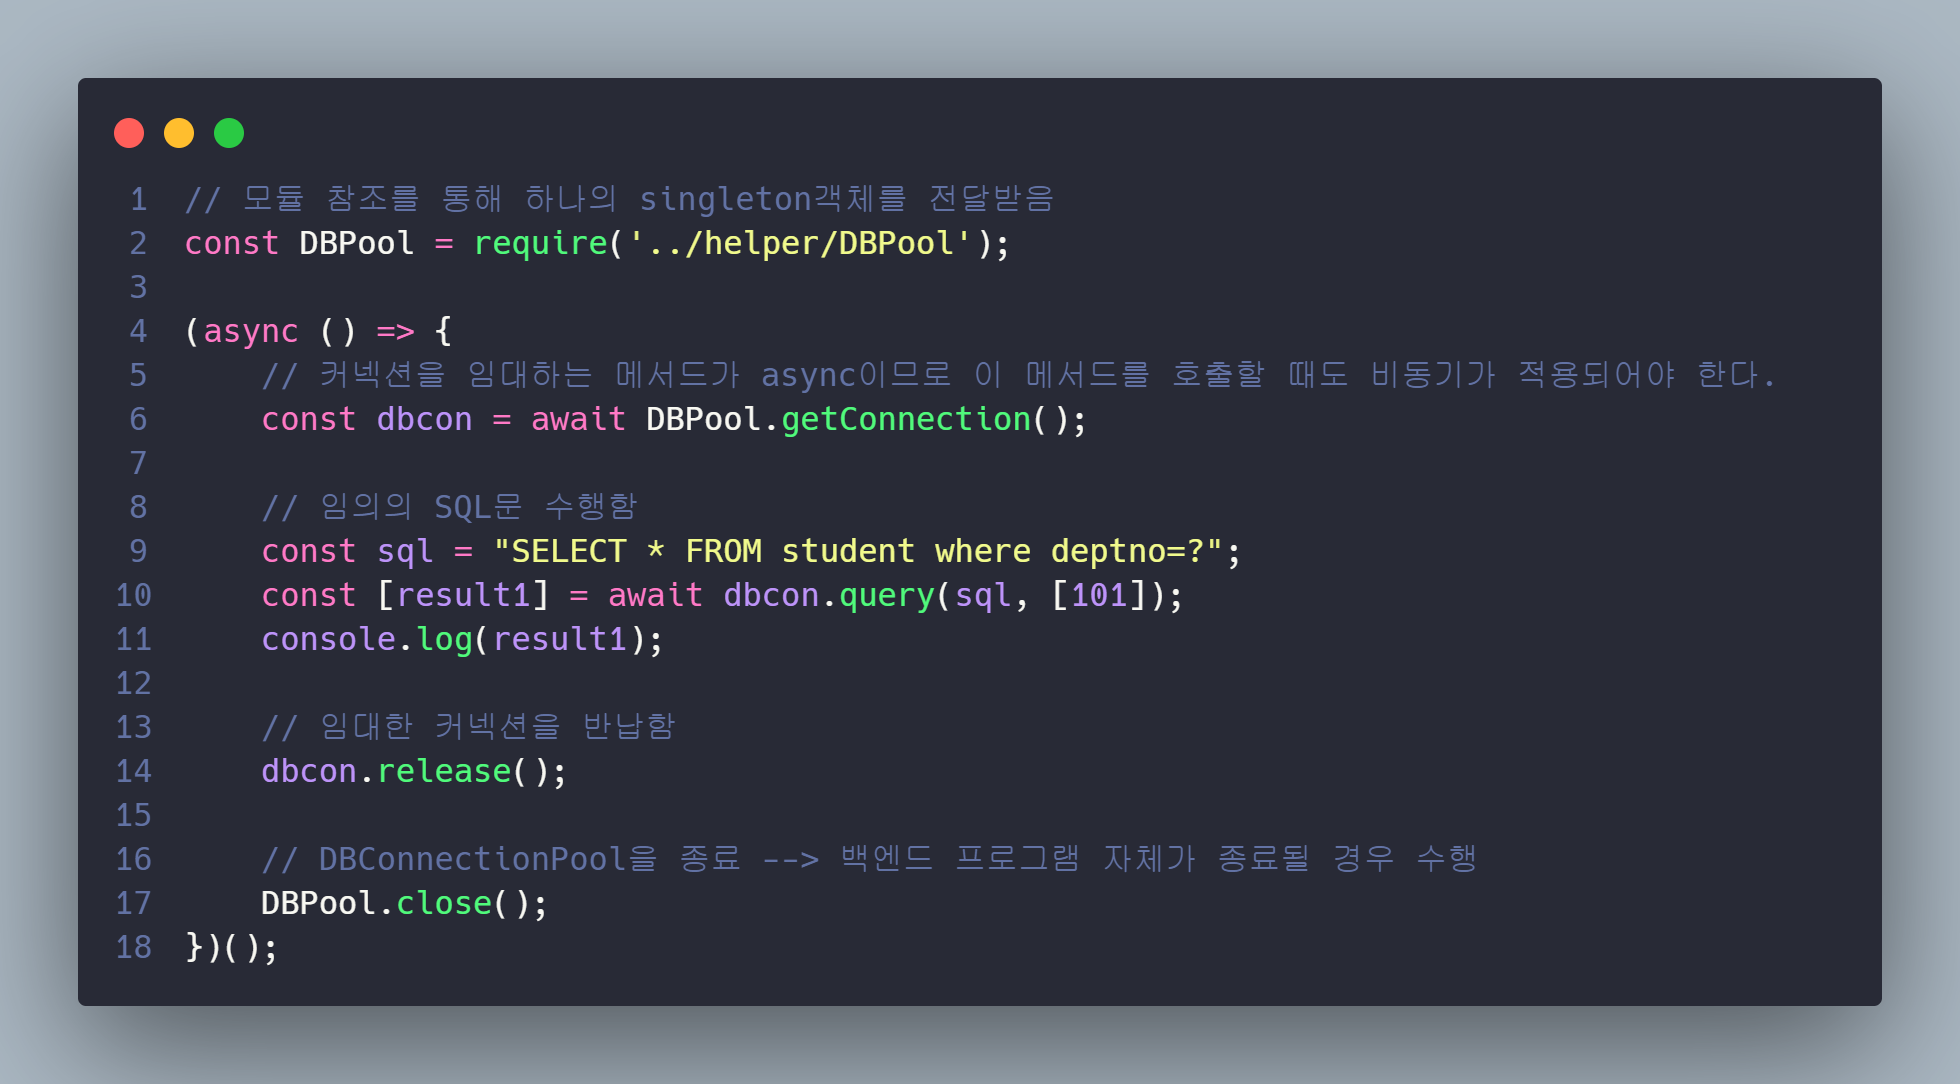 1 // 모듈 참조를 통해 하나의 singleton객체를 전달받음
2 const DBPool = require('../helper/DBPool');
3
4 (async () => {
5     // 커넥션을 임대하는 메서드가 async이므로 이 메서드를 호출할 때도 비동기가 적용되어야 한다.
6     const dbcon = await DBPool.getConnection();
7
8     // 임의의 SQL문 수행함
9     const sql = "SELECT * FROM student where deptno=?";
10     const [result1] = await dbcon.query(sql, [101]);
11     console.log(result1);
12
13     // 임대한 커넥션을 반납함
14     dbcon.release();
15
16     // DBConnectionPool을 종료 --> 백엔드 프로그램 자체가 종료될 경우 수행
17     DBPool.close();
18 })();